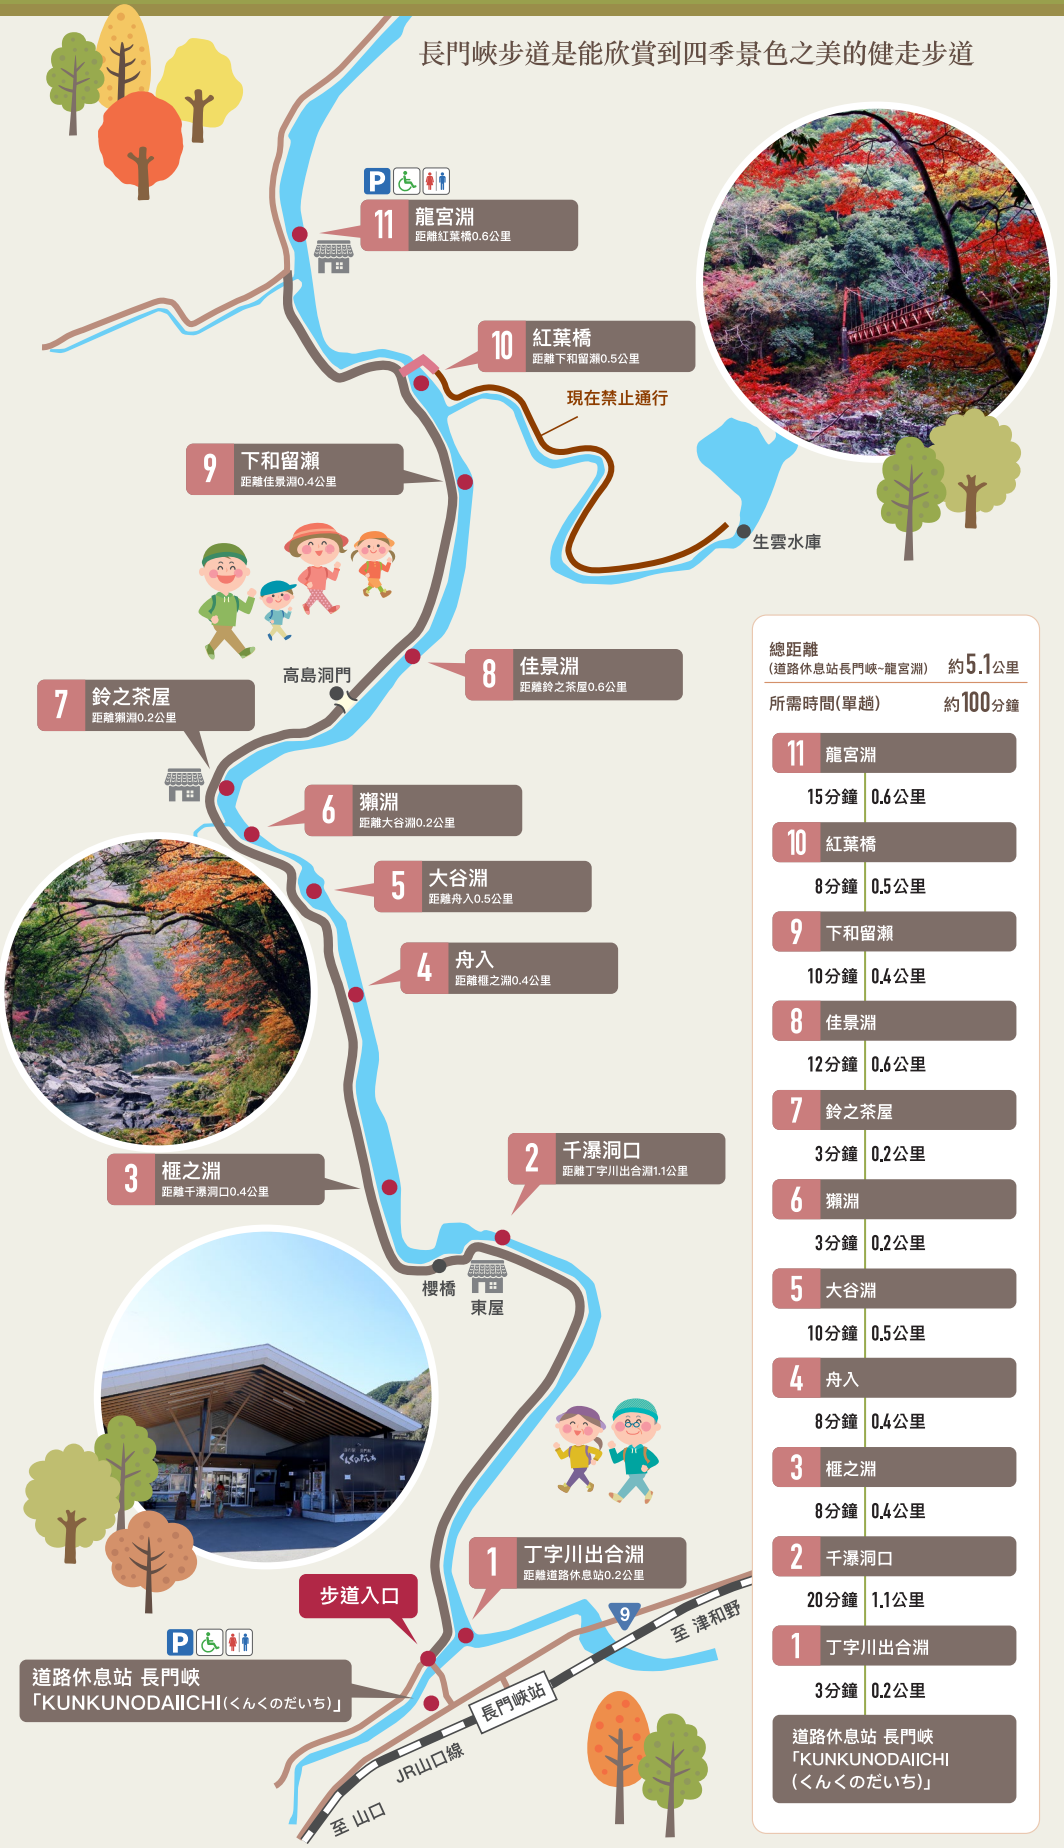 長門峽步道是能欣賞到四季景色之美的健走步道
P
11 龍宮淵
距離紅葉橋0.6公里
10 紅葉橋
距離下和留瀨0.5公里
現在禁止通行
9 下和留瀨
距離佳景淵0.4公里
生雲水庫
8 佳景淵
距離鈴之茶屋0.6公里
高島洞門
7 鈴之茶屋
距離獺淵0.2公里
6 獺淵
距離大谷淵0.2公里
5 大谷淵
距離舟入0.5公里
4 舟入
距離榧之淵0.4公里
3 榧之淵
距離千瀑洞口0.4公里
2 千瀑洞口
距離丁字川出合淵1.1公里
櫻橋
東屋
くんくのだいち
1 丁字川出合淵
距離道路休息站0.2公里
步道入口
P
道路休息站 長門峽
「KUNKUNODAIICHI(くんくのだいち)」
9
至 津和野
長門峽站
JR山口線
至 山口
總距離
(道路休息站長門峽~龍宮淵) 約5.1公里
所需時間(單趟) 約100分鐘
11 龍宮淵
15分鐘 0.6公里
10 紅葉橋
8分鐘 0.5公里
9 下和留瀨
10分鐘 0.4公里
8 佳景淵
12分鐘 0.6公里
7 鈴之茶屋
3分鐘 0.2公里
6 獺淵
3分鐘 0.2公里
5 大谷淵
10分鐘 0.5公里
4 舟入
8分鐘 0.4公里
3 榧之淵
8分鐘 0.4公里
2 千瀑洞口
20分鐘 1.1公里
1 丁字川出合淵
3分鐘 0.2公里
道路休息站 長門峽
「KUNKUNODAIICHI
(くんくのだいち)」